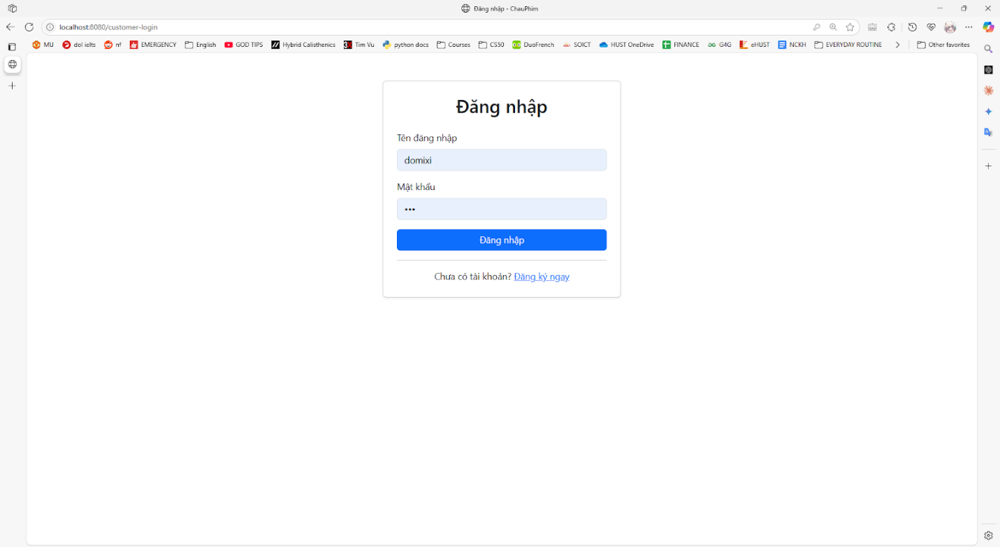 Đăng nhập - ChauPhim
localhost:8080/customer-login
MU dol ielts nf EMERGENCY English GOD TIPS Hybrid Calisthenics 3X Tim Vu python docs Courses CS50 DuoFrench SOICT HUST OneDrive FINANCE G4G eHUST NCKH EVERYDAY ROUTINE Other favorites
Đăng nhập
Tên đăng nhập
domixi
Mật khẩu
•••
Đăng nhập
Chưa có tài khoản? Đăng ký ngay